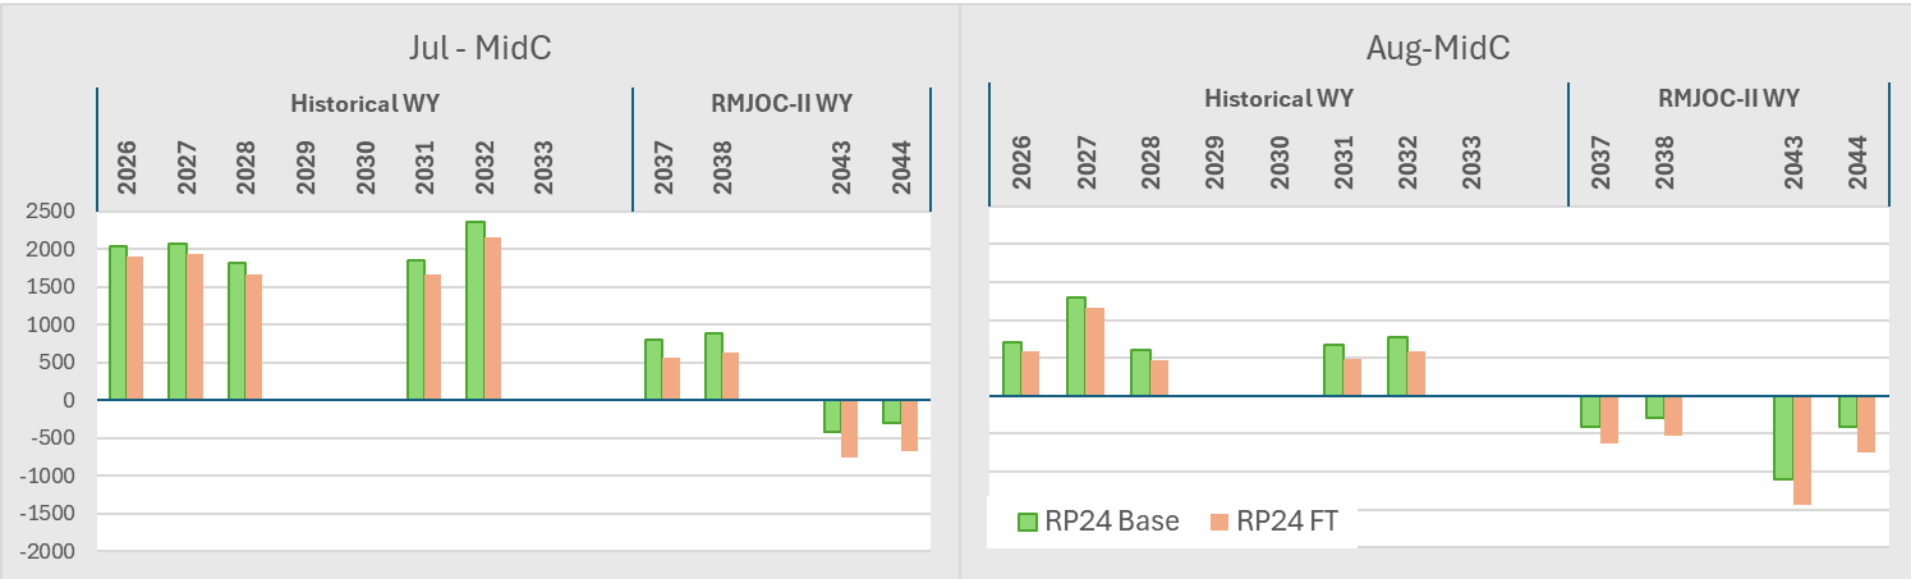 Jul - MidC
Historical WY
RMJOC-II WY
2026 2027 2028 2029 2030 2031 2032 2033 2037 2038 2043 2044
2500
2000
1500
1000
500
0
-500
-1000
-1500
-2000
Aug-MidC
Historical WY
RMJOC-II WY
2026 2027 2028 2029 2030 2031 2032 2033 2037 2038 2043 2044
RP24 Base RP24 FT